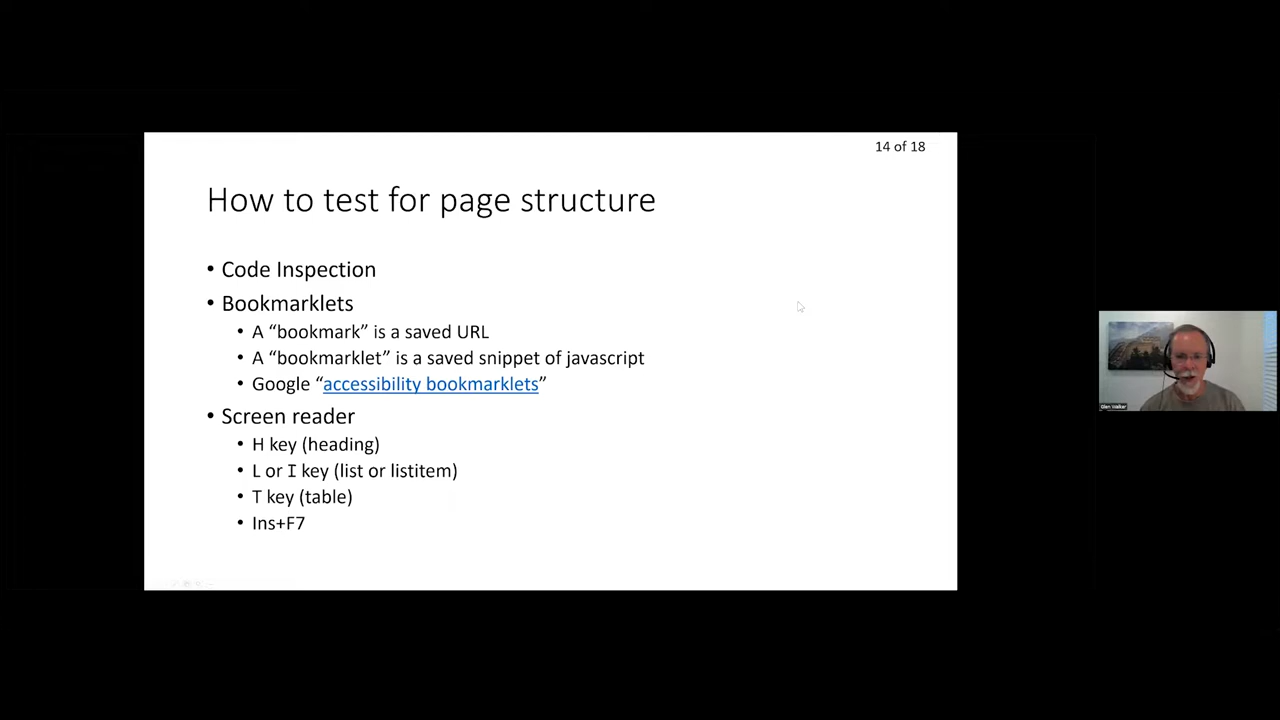 14 of 18
How to test for page structure
• Code Inspection
• Bookmarklets
• A “bookmark” is a saved URL
• A “bookmarklet” is a saved snippet of javascript
• Google “accessibility bookmarklets”
• Screen reader
• H key (heading)
• L or I key (list or listitem)
• T key (table)
• Ins+F7
Glen Walker